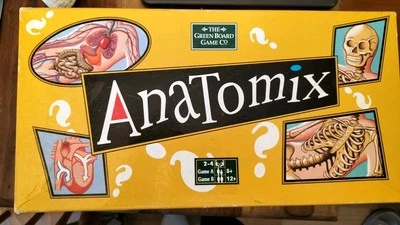 THE
GREEN BOARD
GAME CO
ANATOMIX
2-4
Game A 5+
Game B 12+